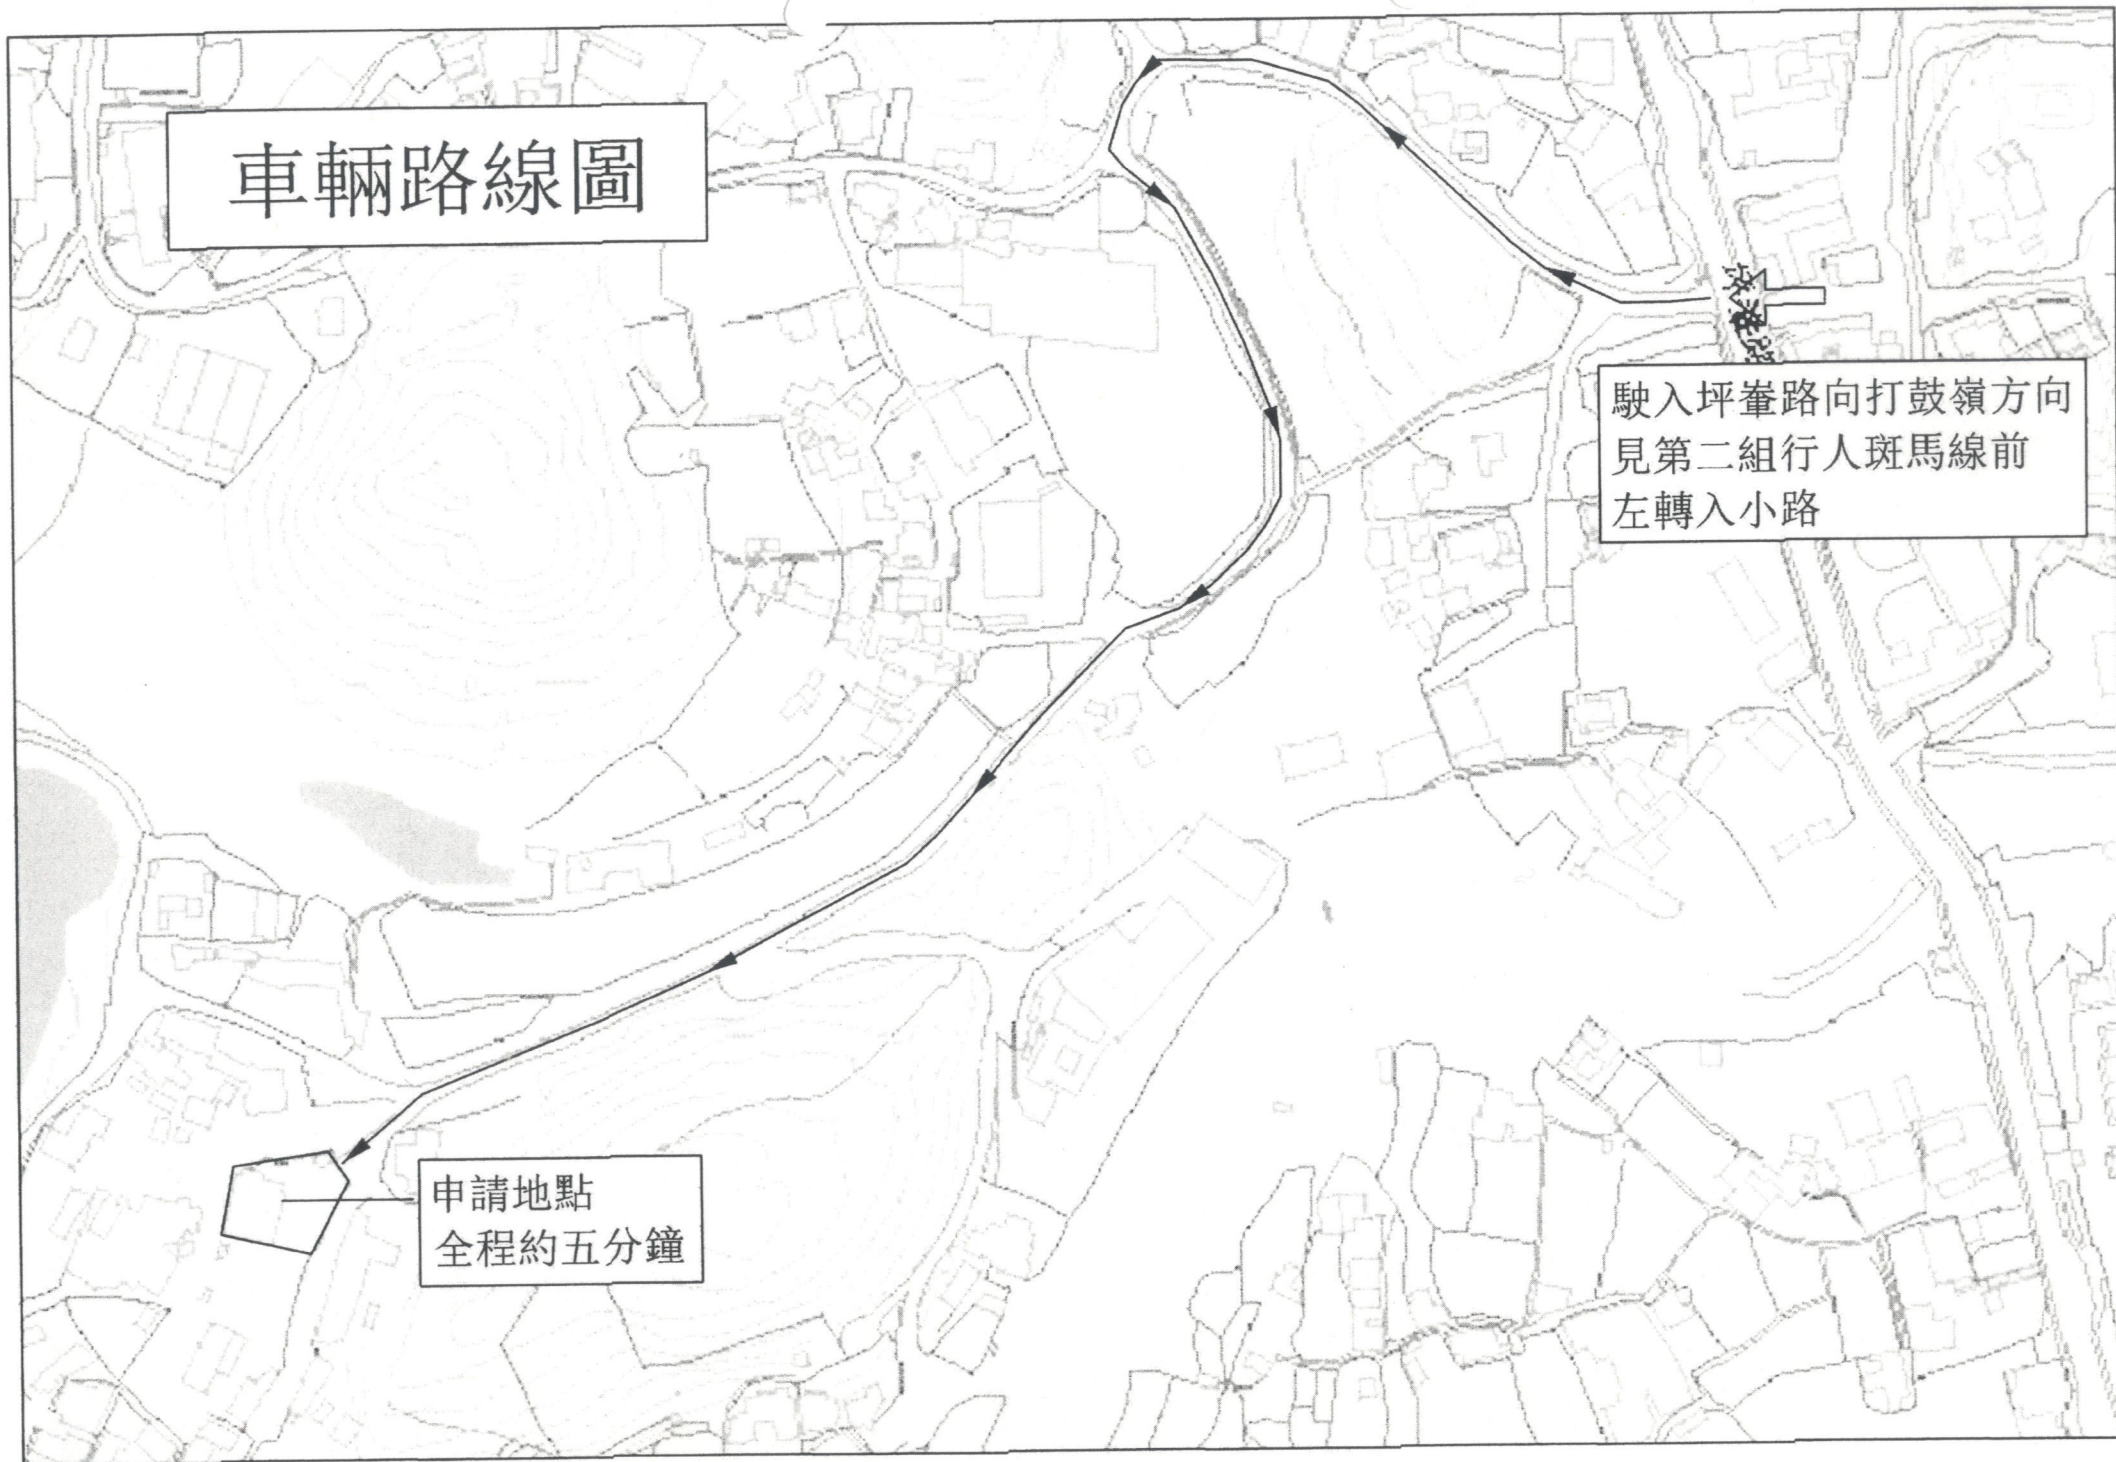 車輛路線圖
駛入坪輋路向打鼓嶺方向
見第二組行人斑馬線前
左轉入小路
申請地點
全程約五分鐘